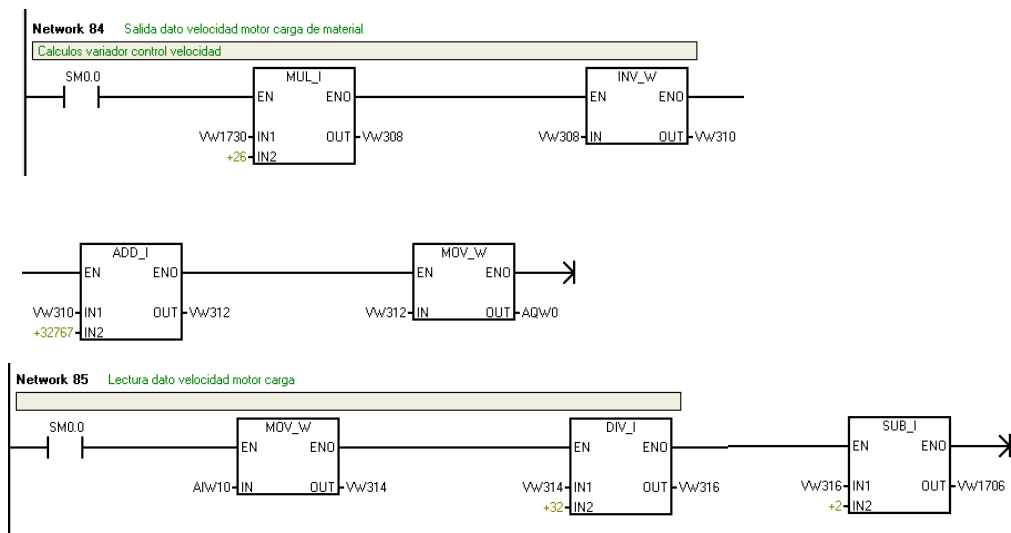 Network 84 Salida dato velocidad motor carga de material
Calculos variador control velocidad
SM0.0 MUL_I INV_W
EN ENO EN ENO
VW1730 IN1 OUT VW308 VW308 IN OUT VW310
+26 IN2
ADD_I MOV_W
EN ENO EN ENO
VW310 IN1 OUT VW312 VW312 IN OUT AQW0
+32767 IN2
Network 85 Lectura dato velocidad motor carga
SM0.0 MOV_W DIV_I SUB_I
EN ENO EN ENO EN ENO
AIW10 IN OUT VW314 VW314 IN1 OUT VW316 VW316 IN1 OUT VW1706
+32 IN2 +2 IN2